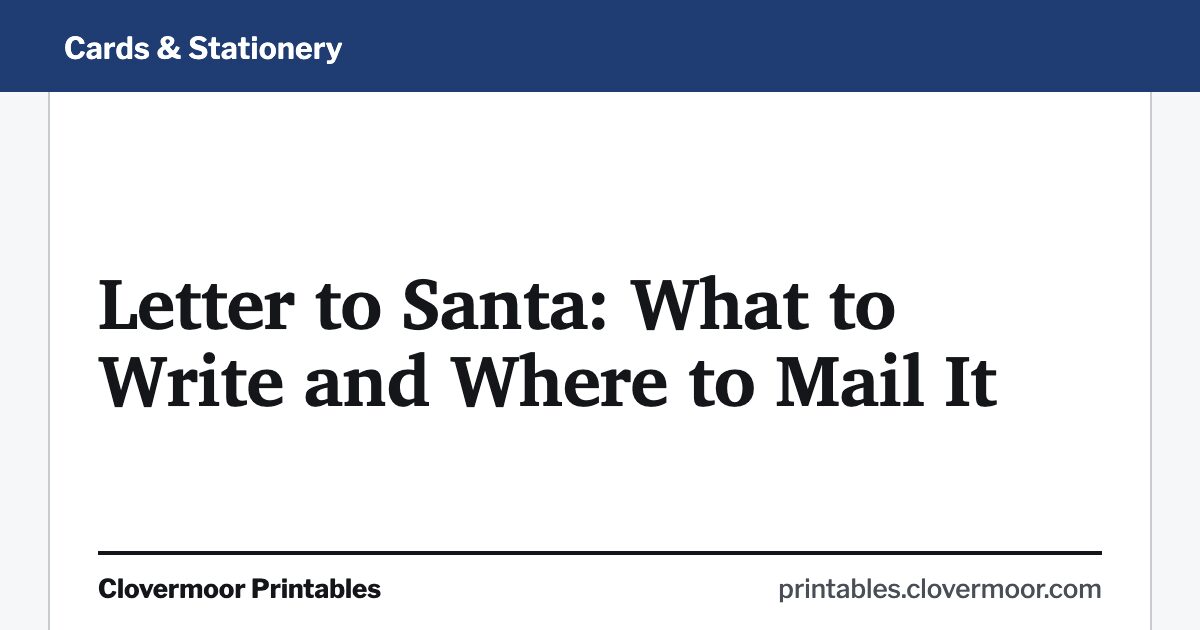 Cards & Stationery
Letter to Santa: What to
Write and Where to Mail It
Clovermoor Printables
printables.clovermoor.com